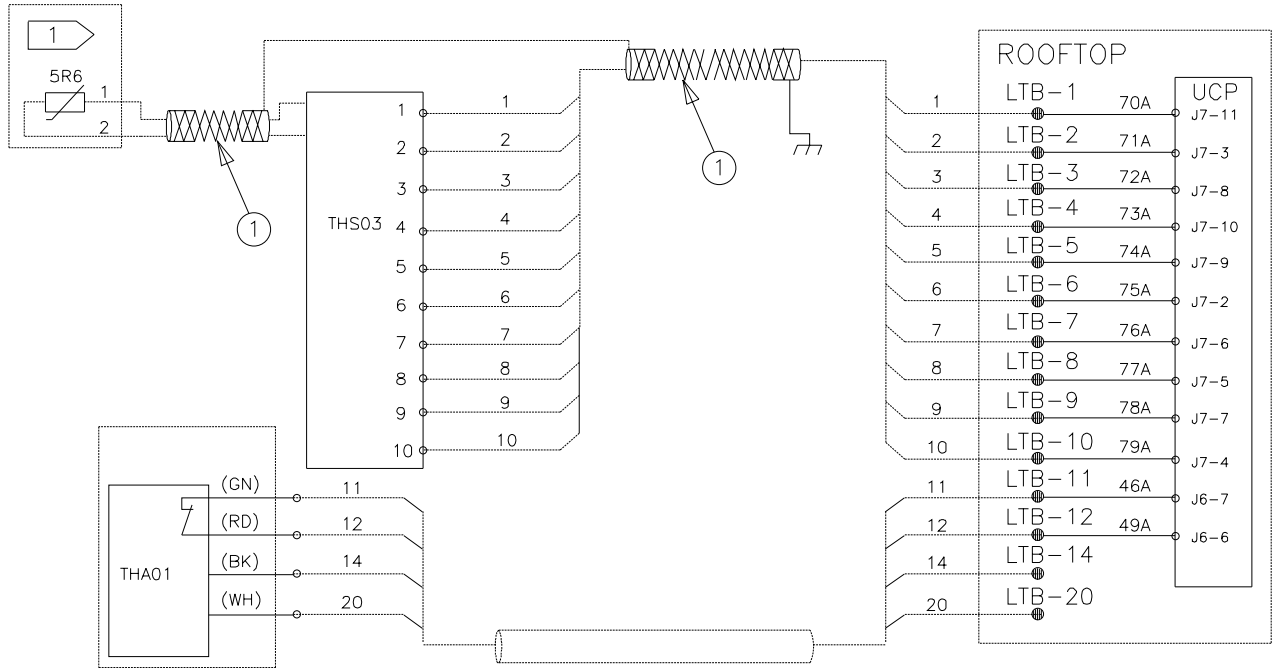 1
5R6
1
2
1
THS03
1
2
3
4
5
6
7
8
9
10
1
2
3
4
5
6
7
8
9
10
1
1
2
3
4
5
6
7
8
9
10
11
12
14
20
ROOFTOP
UCP
LTB-1 70A J7-11
LTB-2 71A J7-3
LTB-3 72A J7-8
LTB-4 73A J7-10
LTB-5 74A J7-9
LTB-6 75A J7-2
LTB-7 76A J7-6
LTB-8 77A J7-5
LTB-9 78A J7-7
LTB-10 79A J7-4
LTB-11 46A J6-7
LTB-12 49A J6-6
LTB-14
LTB-20
THA01
(GN) 11
(RD) 12
(BK) 14
(WH) 20